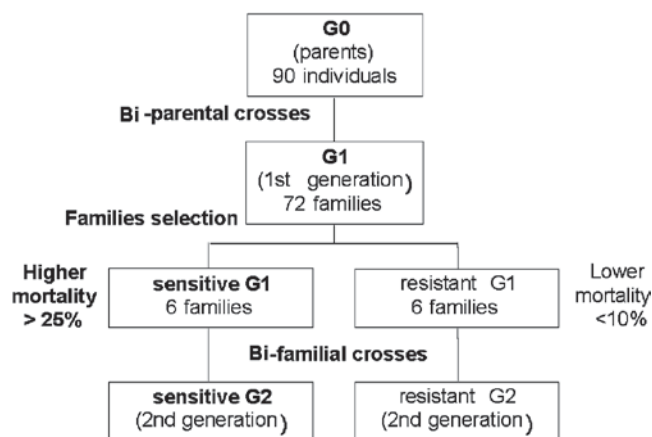 G0
(parents)
90 individuals
Bi-parental crosses
G1
(1st generation)
72 families
Families selection
Higher
mortality
> 25%
sensitive G1
6 families
resistant G1
6 families
Lower
mortality
<10%
Bi-familial crosses
sensitive G2
(2nd generation)
resistant G2
(2nd generation)